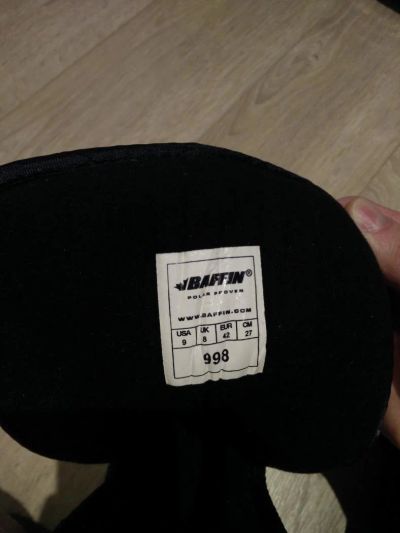 BAFFIN®
POLAR PROVEN
WWW.BAFFIN.COM
USA UK EUR CM
9 8 42 27
998